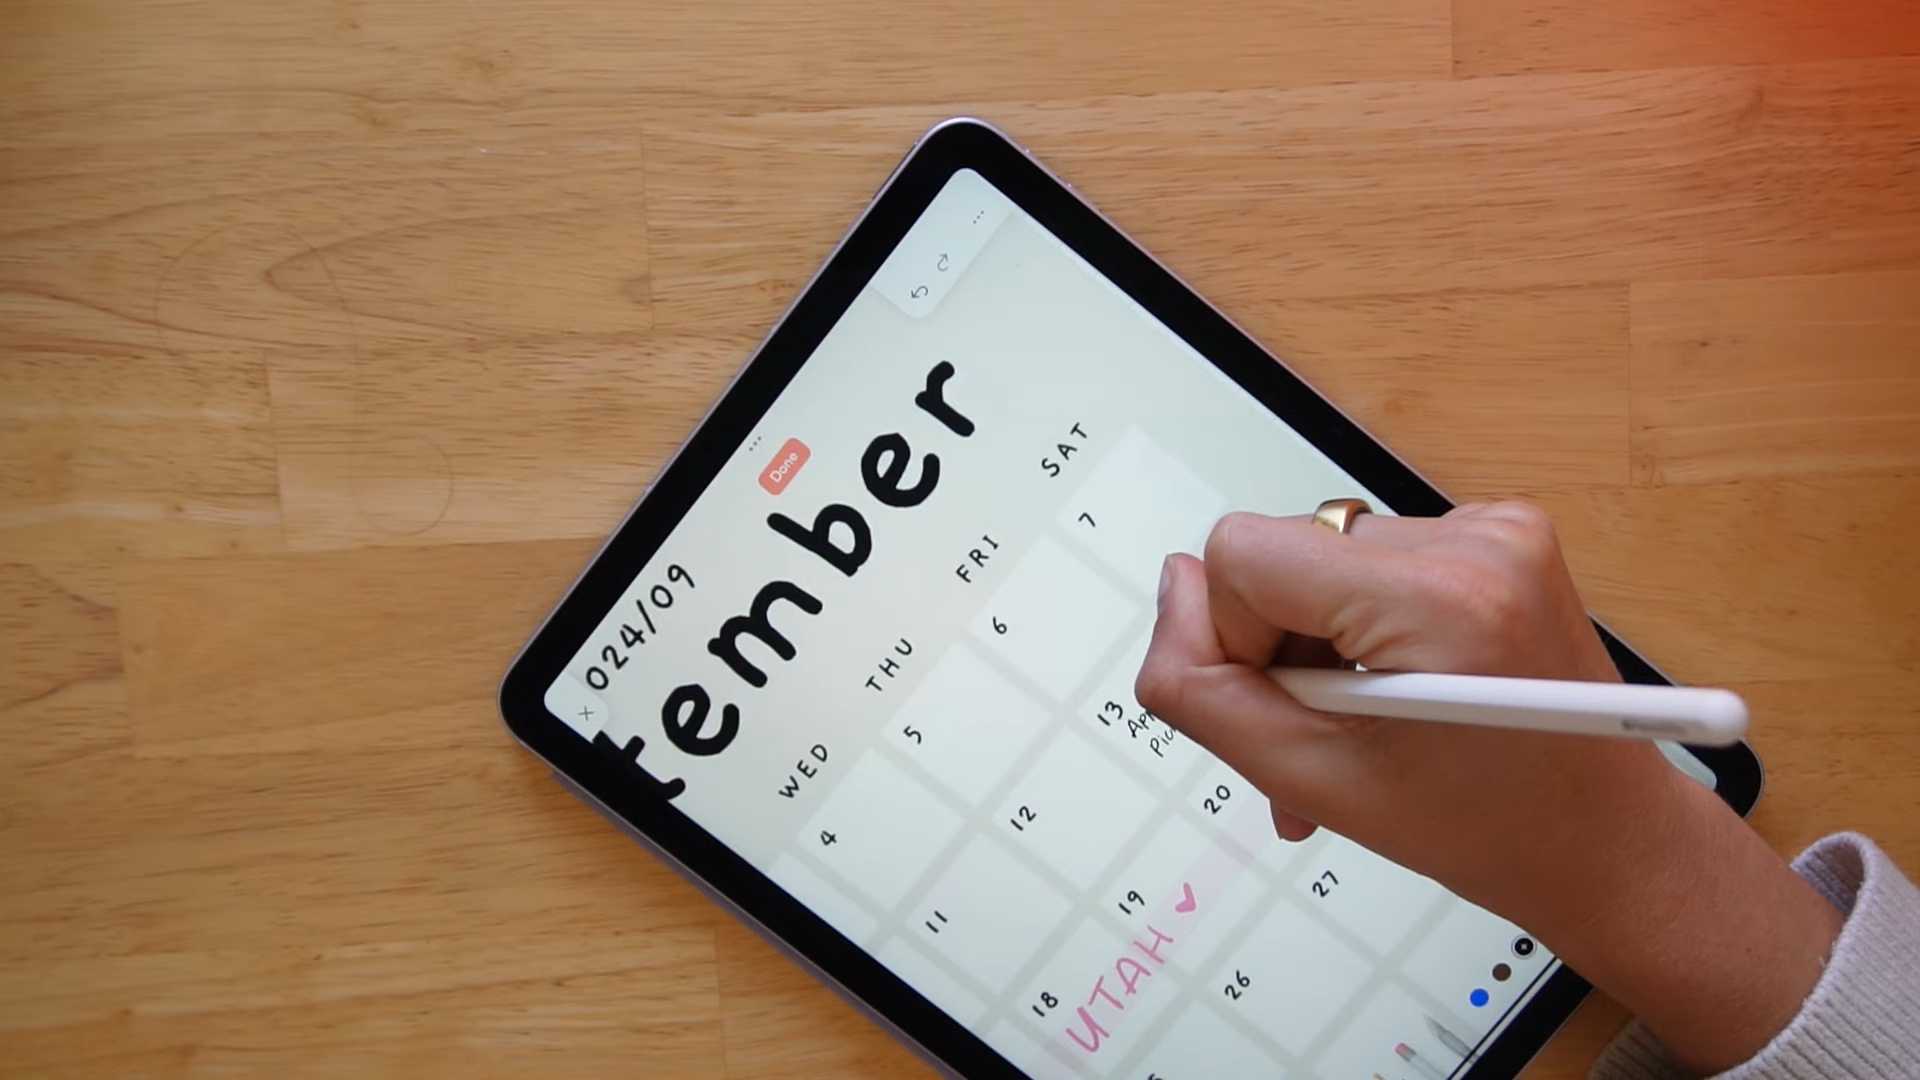 Done
024/09
tember
WED THU FRI SAT
4 5 6 7
11 12 13
18 19 20
UTAH
26 27